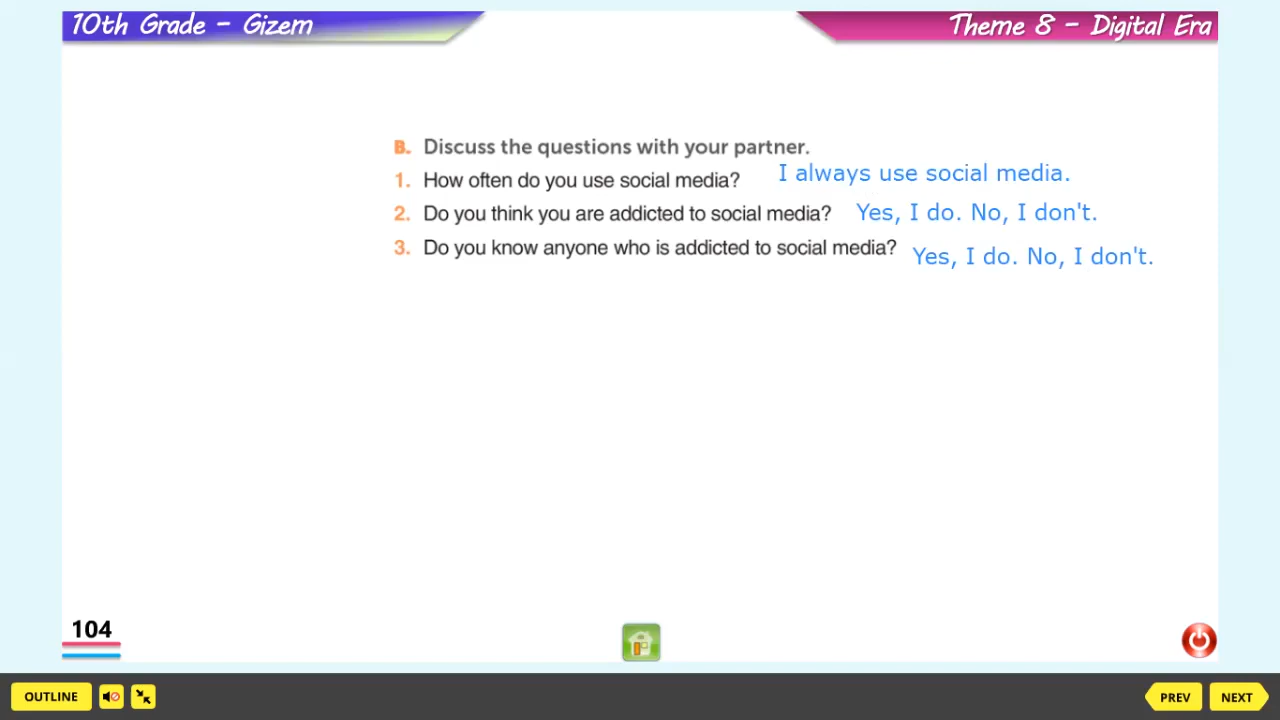 10th Grade - Gizem
Theme 8 - Digital Era
B. Discuss the questions with your partner.
1. How often do you use social media? I always use social media.
2. Do you think you are addicted to social media? Yes, I do. No, I don't.
3. Do you know anyone who is addicted to social media? Yes, I do. No, I don't.
104
OUTLINE
PREV
NEXT